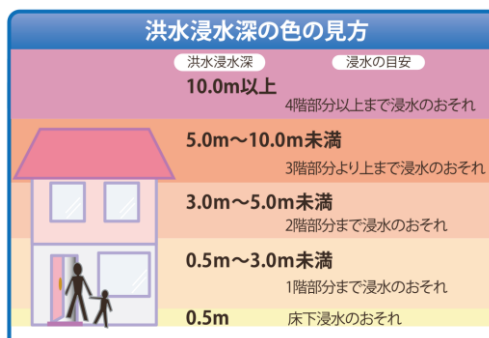 洪水浸水深の色の見方
洪水浸水深 浸水の目安
10.0m以上
4階部分以上まで浸水のおそれ
5.0m～10.0m未満
3階部分より上まで浸水のおそれ
3.0m～5.0m未満
2階部分まで浸水のおそれ
0.5m～3.0m未満
1階部分まで浸水のおそれ
0.5m 床下浸水のおそれ